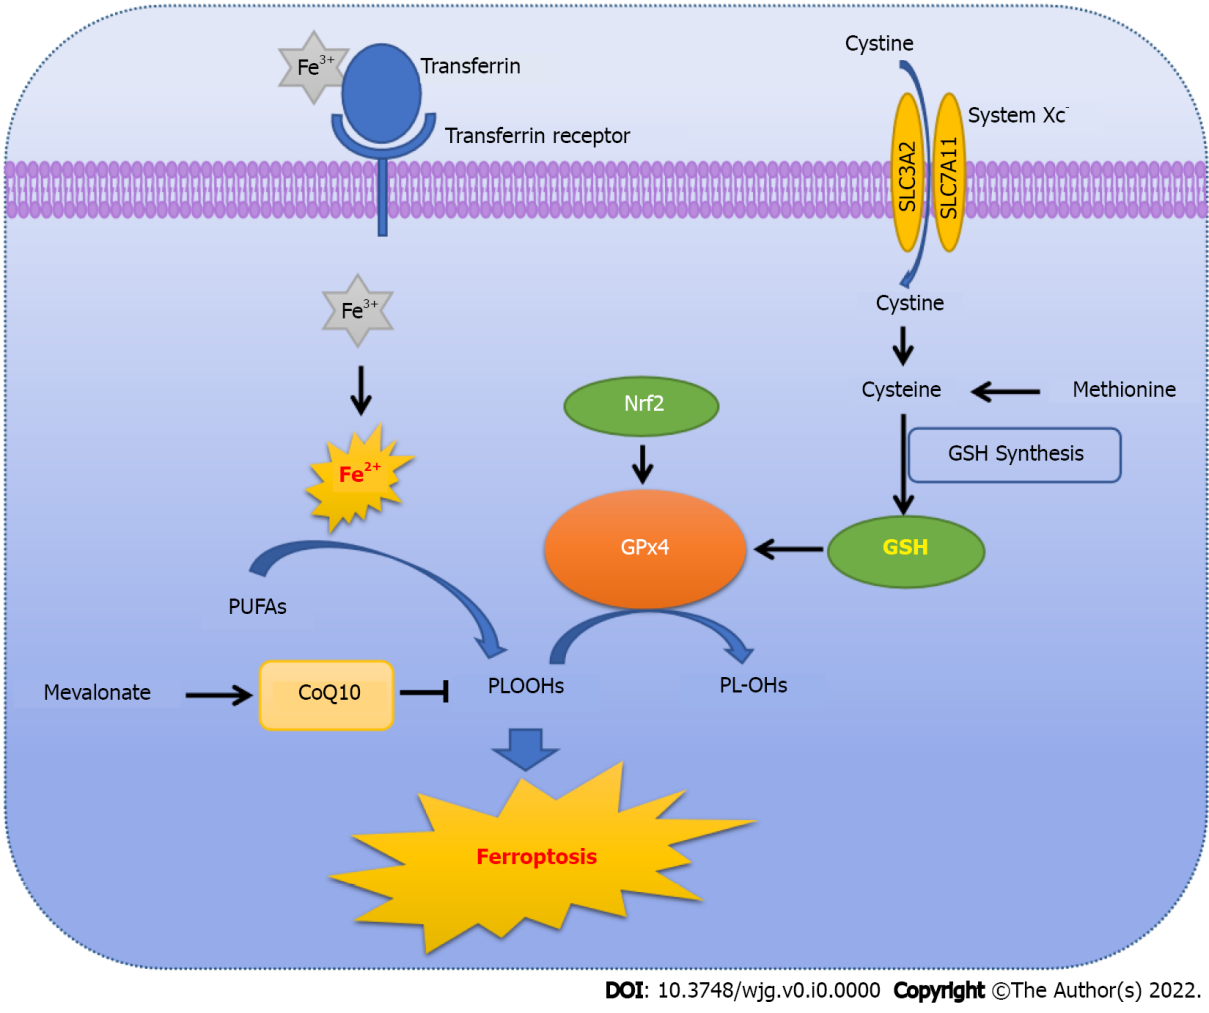 Cystine
Fe3+
Transferrin
System Xc-
Transferrin receptor
SLC3A2
SLC7A11
Fe3+
Cystine
Cysteine
Methionine
Nrf2
GSH Synthesis
Fe2+
GPx4
GSH
PUFAs
PLOOHs
PL-OHs
Mevalonate
CoQ10
Ferroptosis
DOI: 10.3748/wjg.v0.i0.0000 Copyright ©The Author(s) 2022.